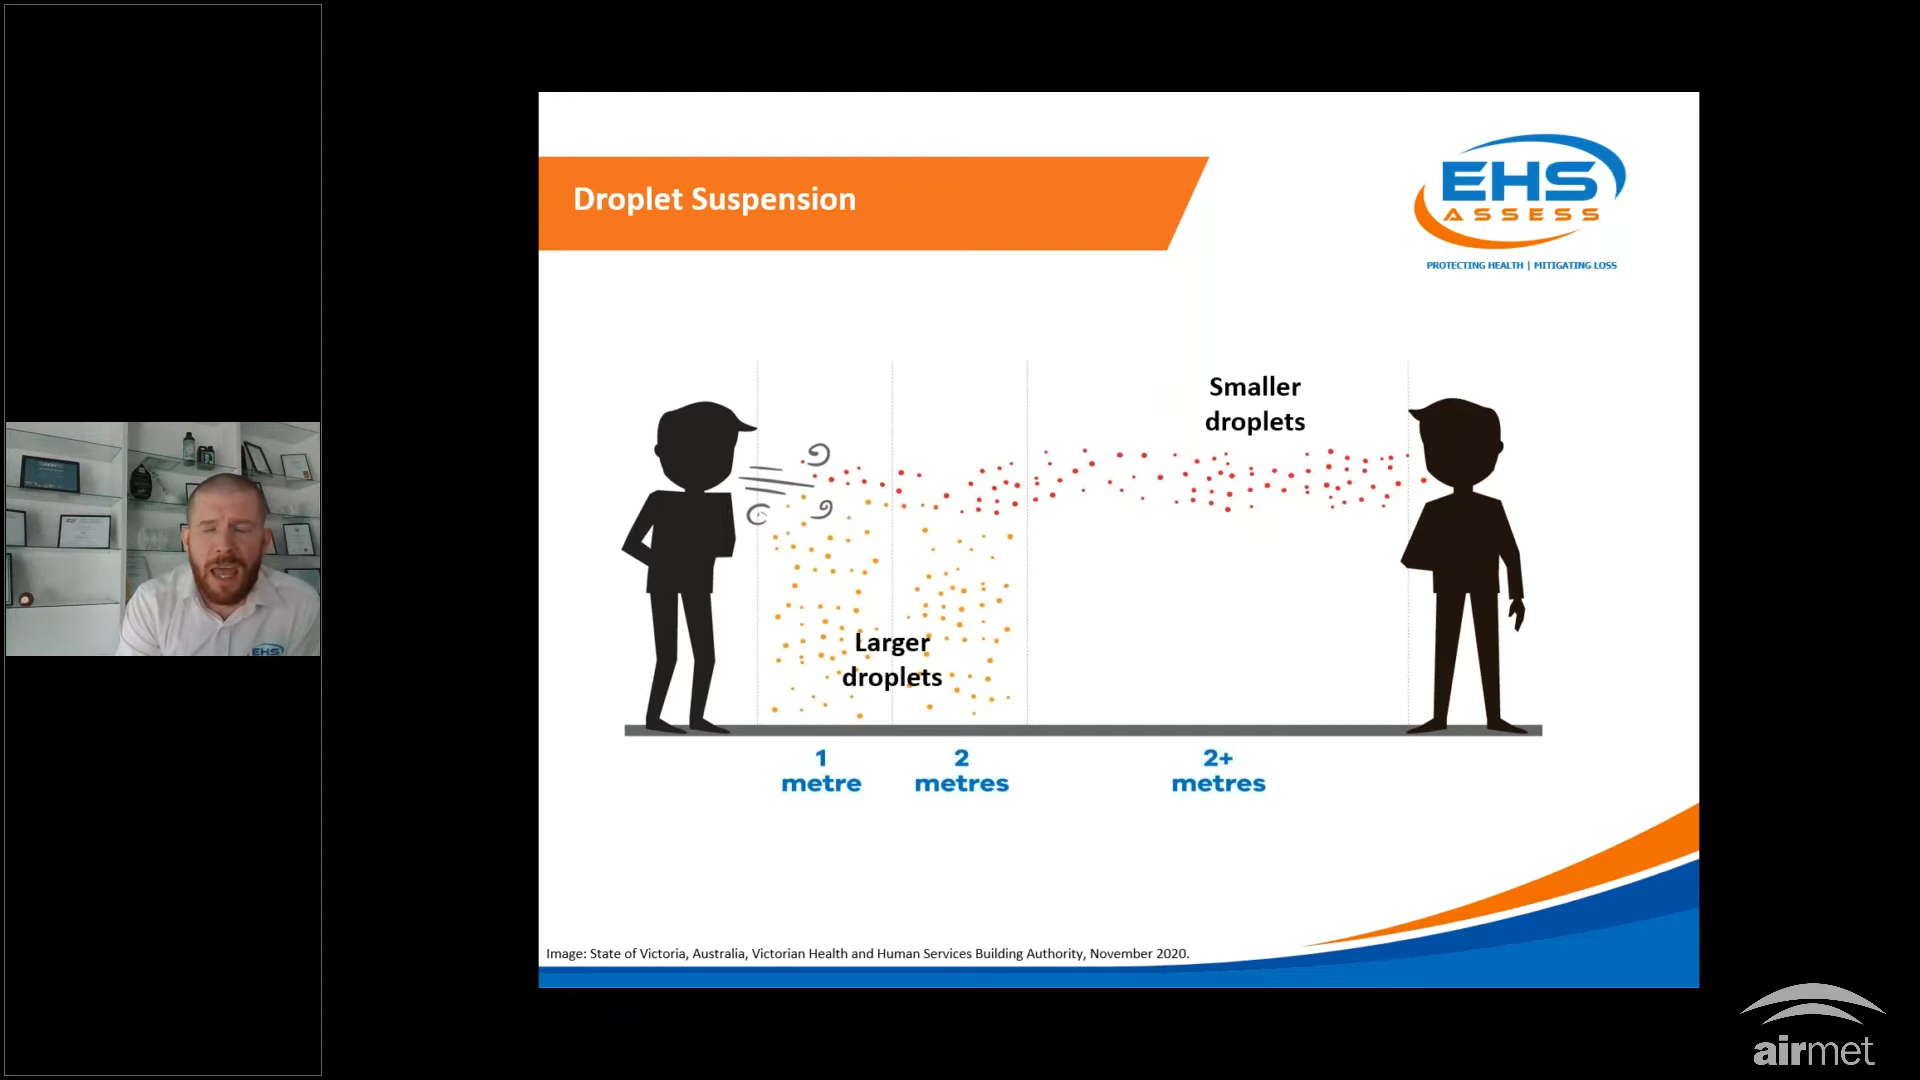 Droplet Suspension
EHS
ASSESS
PROTECTING HEALTH | MITIGATING LOSS
Smaller
droplets
Larger
droplets
1
metre
2
metres
2+
metres
Image: State of Victoria, Australia, Victorian Health and Human Services Building Authority, November 2020.
EHS
airmet